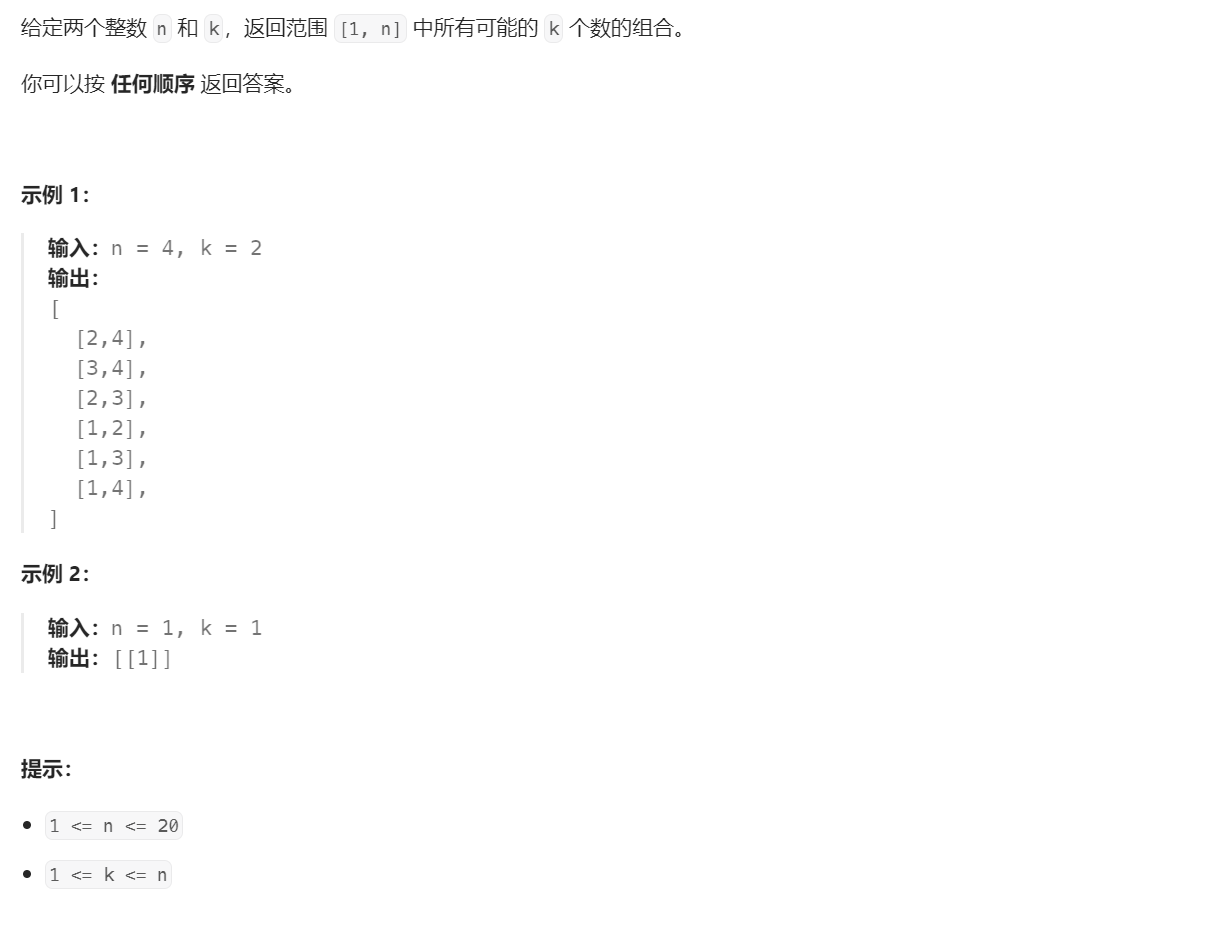 给定两个整数 n 和 k，返回范围 [1, n] 中所有可能的 k 个数的组合。
你可以按 任何顺序 返回答案。
示例 1：
输入：n = 4, k = 2
输出：
[
[2,4],
[3,4],
[2,3],
[1,2],
[1,3],
[1,4],
]
示例 2：
输入：n = 1, k = 1
输出：[[1]]
提示：
• 1 <= n <= 20
• 1 <= k <= n